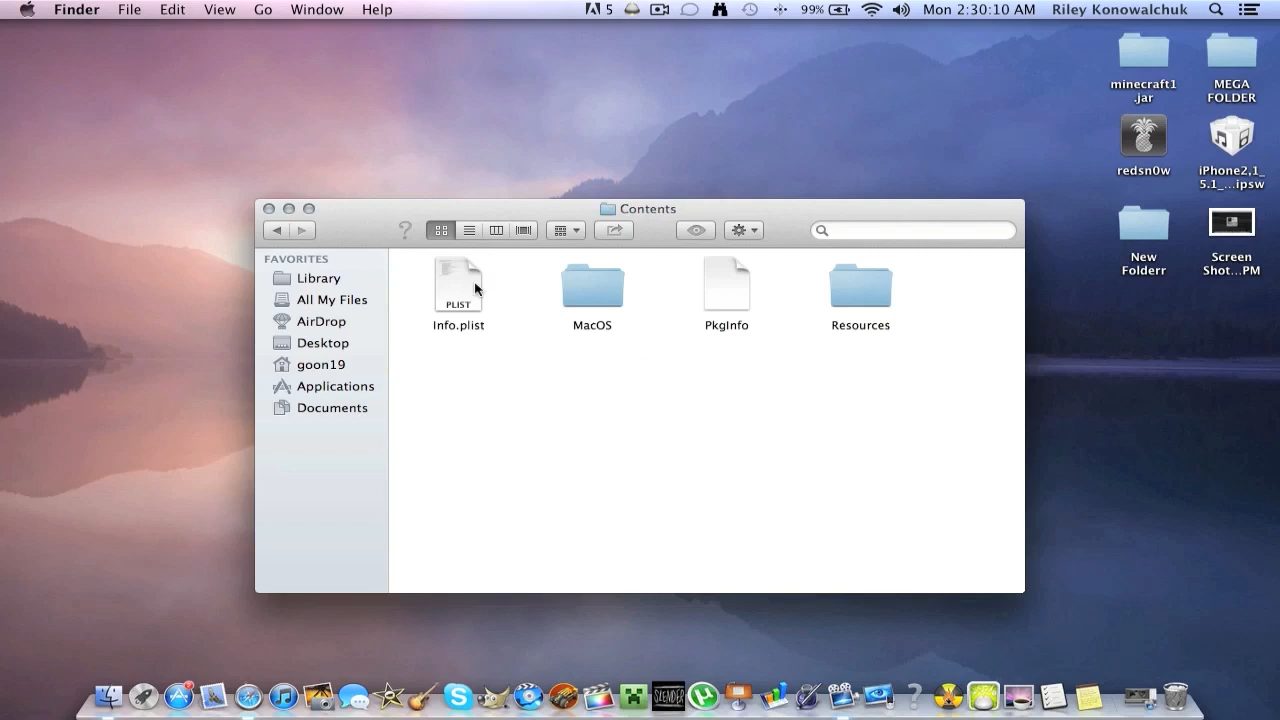 Finder File Edit View Go Window Help 5 99% Mon 2:30:10 AM Riley Konowalchuk
minecraft1
.jar
MEGA
FOLDER
redsn0w
iPhone2,1_
5.1_...ipsw
New
Folderr
Screen
Shot...PM
Contents
FAVORITES
Library
All My Files
AirDrop
Desktop
goon19
Applications
Documents
PLIST
Info.plist
MacOS
PkgInfo
Resources
SLENDER